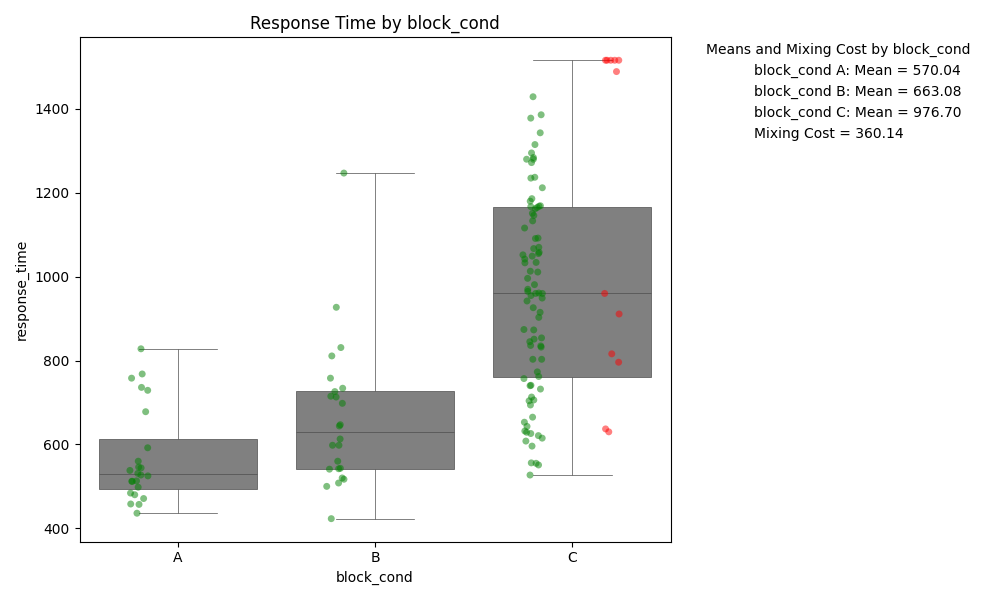 Response Time by block_cond
Means and Mixing Cost by block_cond
block_cond A: Mean = 570.04
block_cond B: Mean = 663.08
block_cond C: Mean = 976.70
Mixing Cost = 360.14
response_time
1400
1200
1000
800
600
400
A
B
C
block_cond